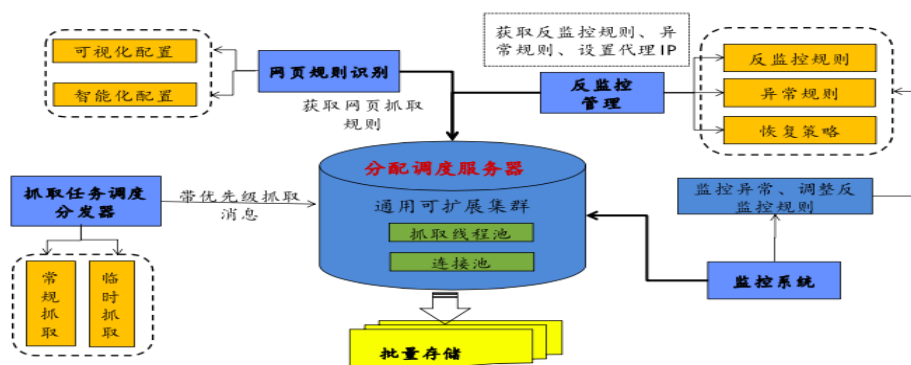 获取反监控规则、异
常规则、设置代理IP
可视化配置
智能化配置
网页规则识别
获取网页抓取
规则
反监控
管理
反监控规则
异常规则
恢复策略
分配调度服务器
通用可扩展集群
抓取线程池
连接池
抓取任务调度
分发器
带优先级抓取
消息
常规抓取
临时抓取
监控异常、调整反
监控规则
监控系统
批量存储